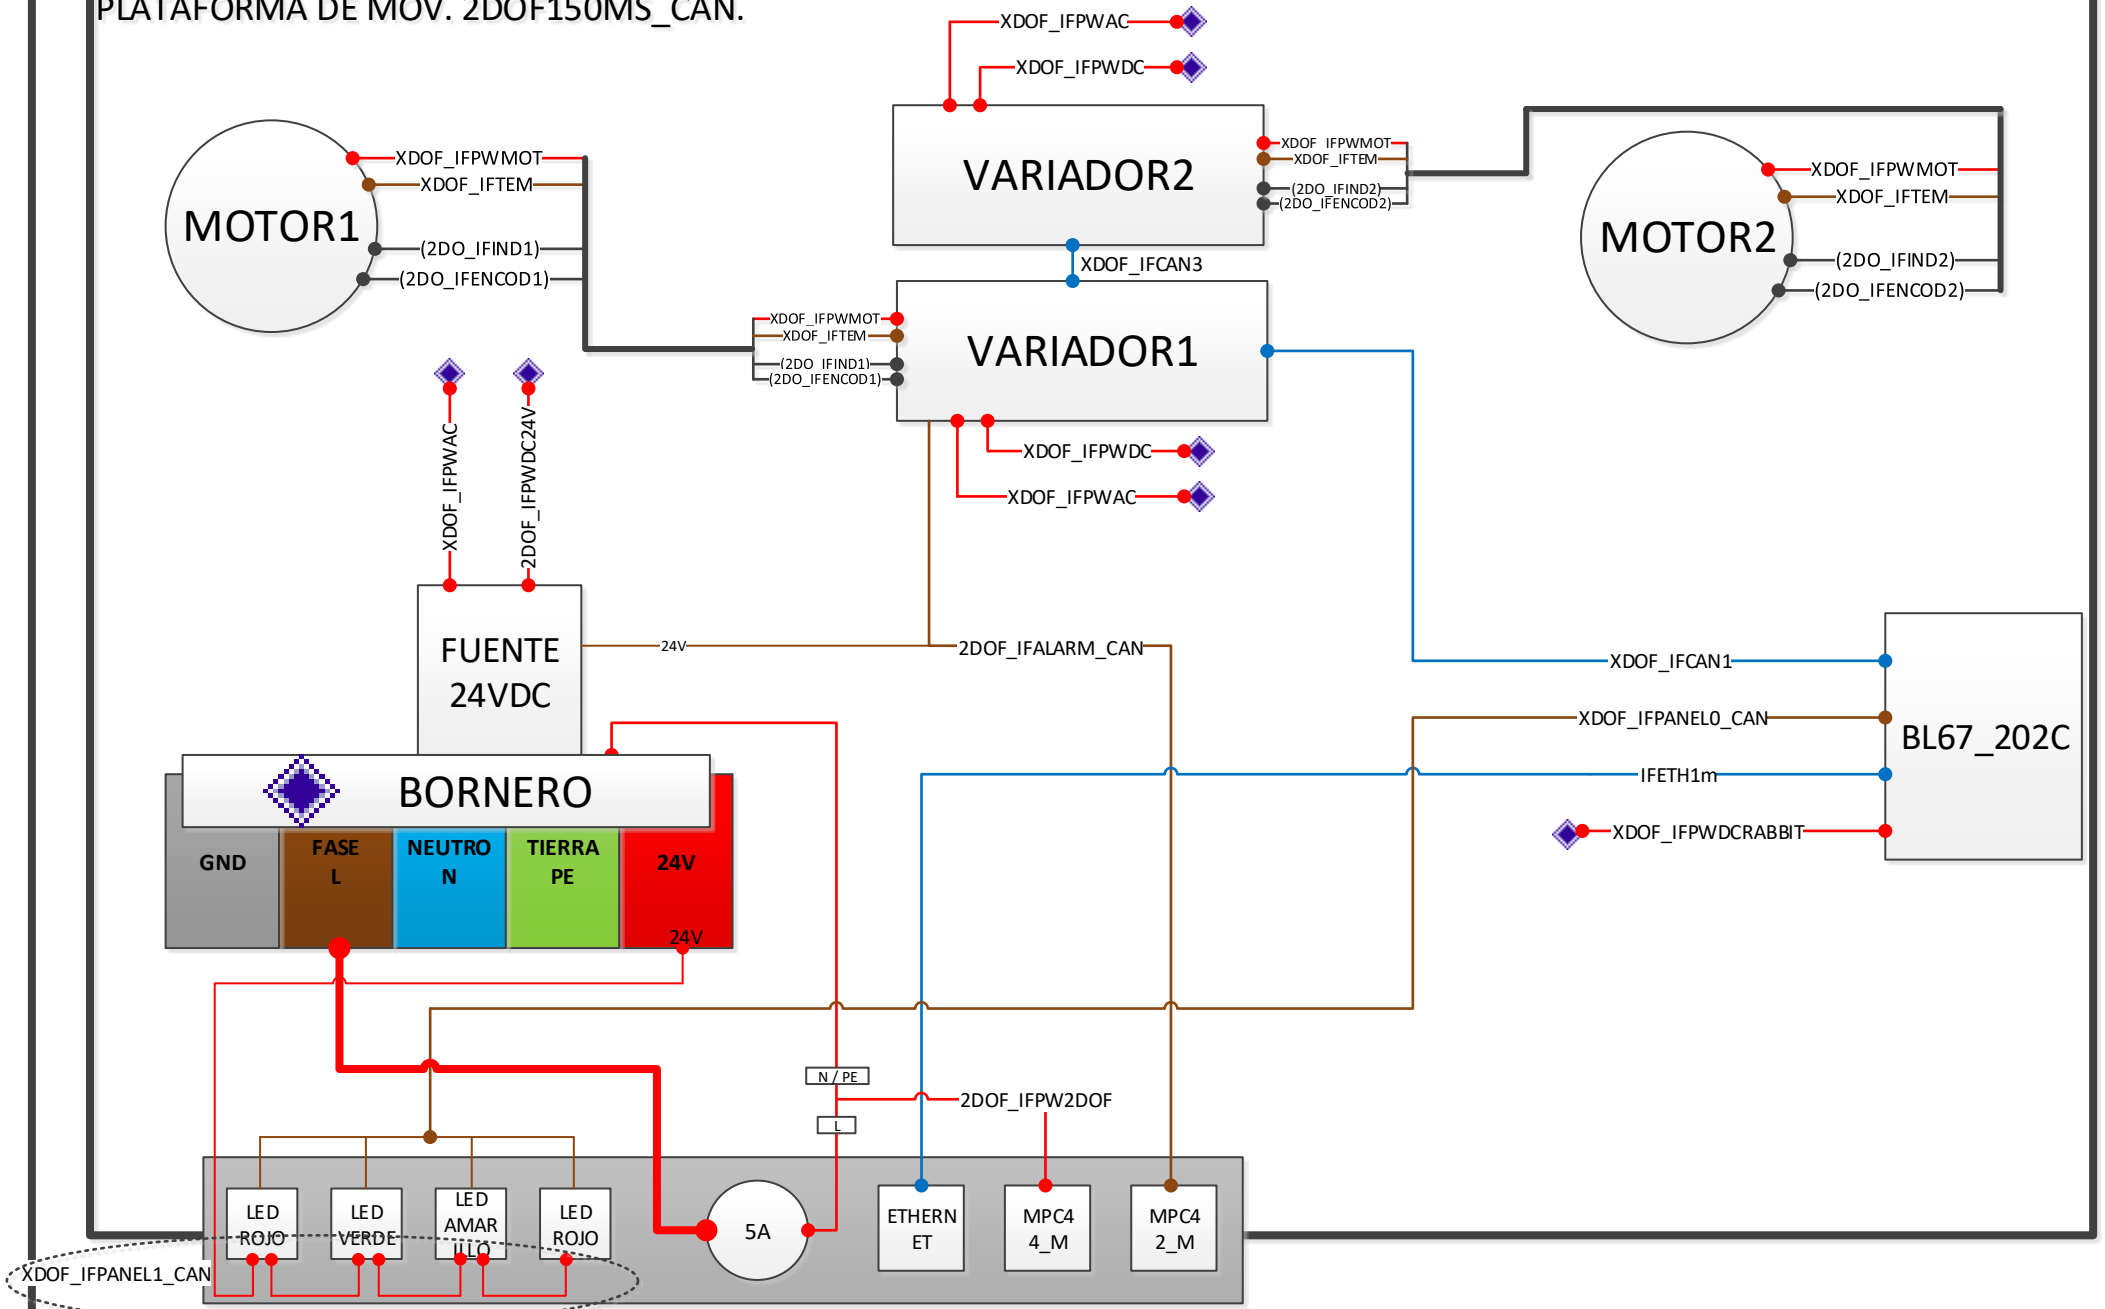 PLATAFORMA DE MOV. 2DOF150MS_CAN.
XDOF_IFPWAC
XDOF_IFPWDC
MOTOR1
XDOF_IFPWMOT
XDOF_IFTEM
(2DO_IFIND1)
(2DO_IFENCOD1)
VARIADOR2
XDOF_IFPWMOT
XDOF_IFTEM
(2DO_IFIND2)
(2DO_IFENCOD2)
MOTOR2
XDOF_IFPWMOT
XDOF_IFTEM
(2DO_IFIND2)
(2DO_IFENCOD2)
XDOF_IFCAN3
XDOF_IFPWMOT
XDOF_IFTEM
(2DO_IFIND1)
(2DO_IFENCOD1)
VARIADOR1
XDOF_IFPWDC
XDOF_IFPWAC
XDOF_IFPWAC
2DOF_IFPWDC24V
FUENTE
24VDC
24V
2DOF_IFALARM_CAN
XDOF_IFCAN1
XDOF_IFPANEL0_CAN
IFETH1m
XDOF_IFPWDCRABBIT
BL67_202C
BORNERO
GND
FASE
L
NEUTRO
N
TIERRA
PE
24V
24V
N / PE
L
2DOF_IFPW2DOF
LED
ROJO
LED
VERDE
LED
AMAR
ILLO
LED
ROJO
5A
ETHERN
ET
MPC4
4_M
MPC4
2_M
XDOF_IFPANEL1_CAN